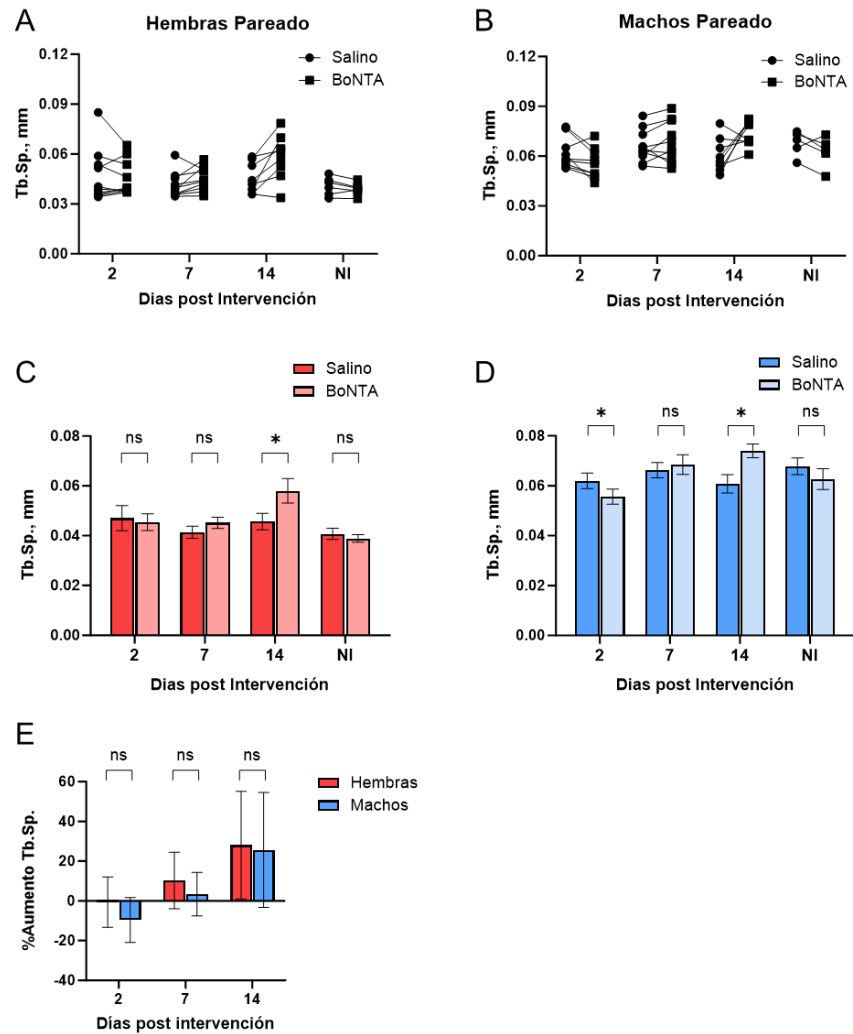 A
Hembras Pareado
Salino
BoNTA
0.12
0.09
0.06
0.03
0.00
Tb.Sp., mm
2 7 14 NI
Dias post Intervención
B
Machos Pareado
Salino
BoNTA
0.12
0.09
0.06
0.03
0.00
Tb.Sp., mm
2 7 14 NI
Dias post Intervención
C
Salino
BoNTA
ns ns * ns
0.08
0.06
0.04
0.02
0.00
Tb.Sp., mm
2 7 14 NI
Dias post Intervención
D
Salino
BoNTA
* ns * ns
0.08
0.06
0.04
0.02
0.00
Tb.Sp., mm
2 7 14 NI
Dias post Intervención
E
ns ns ns
Hembras
Machos
60
40
20
0
-20
-40
%Aumento Tb.Sp.
2 7 14
Días post intervención